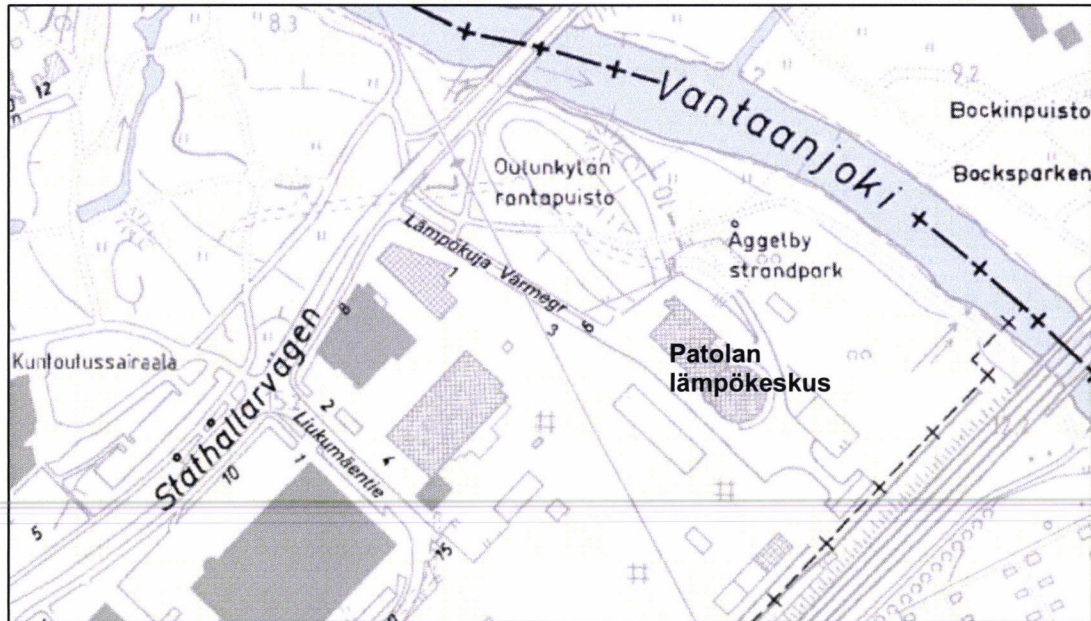 8.3
12
Vantaanjoki
9.2
Bockinpuisto
Bocksparken
Oulunkylän
rantapuisto
Åggelby
strandpark
Lämpökuja Värmegr
1
3
6
8
Patolan
lämpökeskus
Kuntoutussairaala
Ståthållarvägen
2
4
Liukumäentie
1
10
5
15